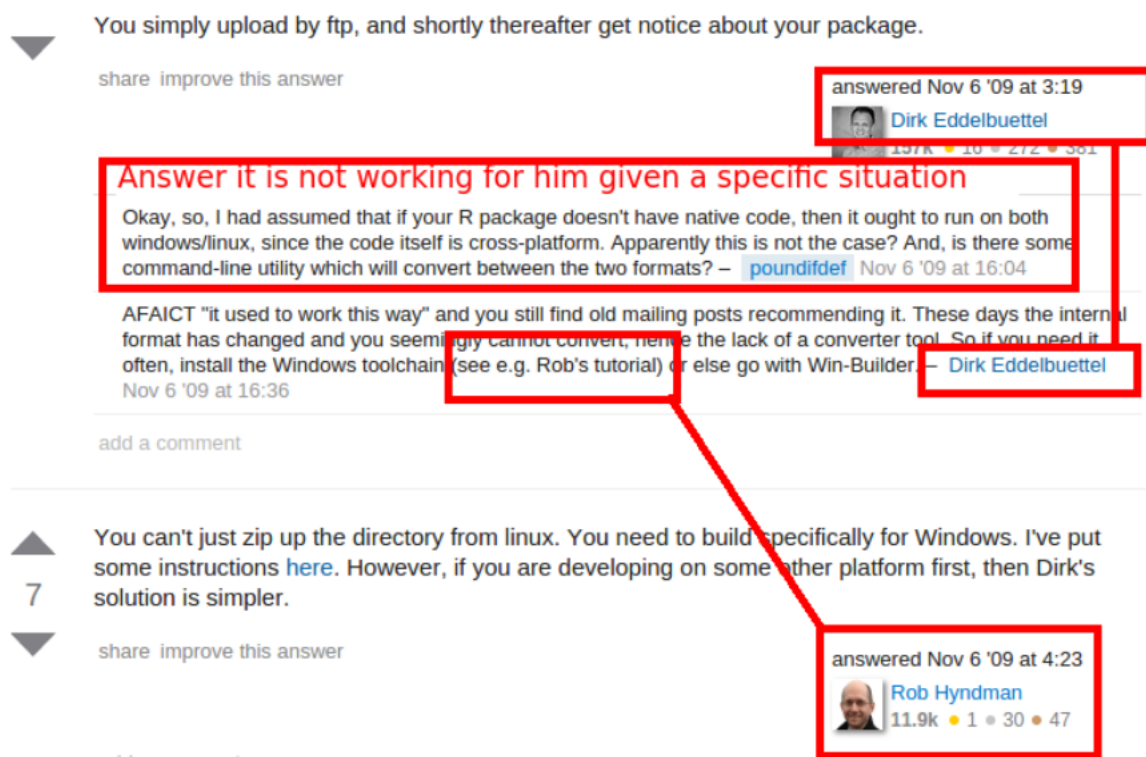 You simply upload by ftp, and shortly thereafter get notice about your package.
share improve this answer
answered Nov 6 '09 at 3:19
Dirk Eddelbuettel
157k 16 272 381
Answer it is not working for him given a specific situation
Okay, so, I had assumed that if your R package doesn't have native code, then it ought to run on both
windows/linux, since the code itself is cross-platform. Apparently this is not the case? And, is there some
command-line utility which will convert between the two formats? – poundifdef Nov 6 '09 at 16:04
AFAICT "it used to work this way" and you still find old mailing posts recommending it. These days the internal
format has changed and you seemingly cannot convert, hence the lack of a converter tool. So if you need it
often, install the Windows toolchain (see e.g. Rob's tutorial) or else go with Win-Builder. – Dirk Eddelbuettel
Nov 6 '09 at 16:36
add a comment
You can't just zip up the directory from linux. You need to build specifically for Windows. I've put
some instructions here. However, if you are developing on some other platform first, then Dirk's
7
solution is simpler.
share improve this answer
answered Nov 6 '09 at 4:23
Rob Hyndman
11.9k 1 30 47